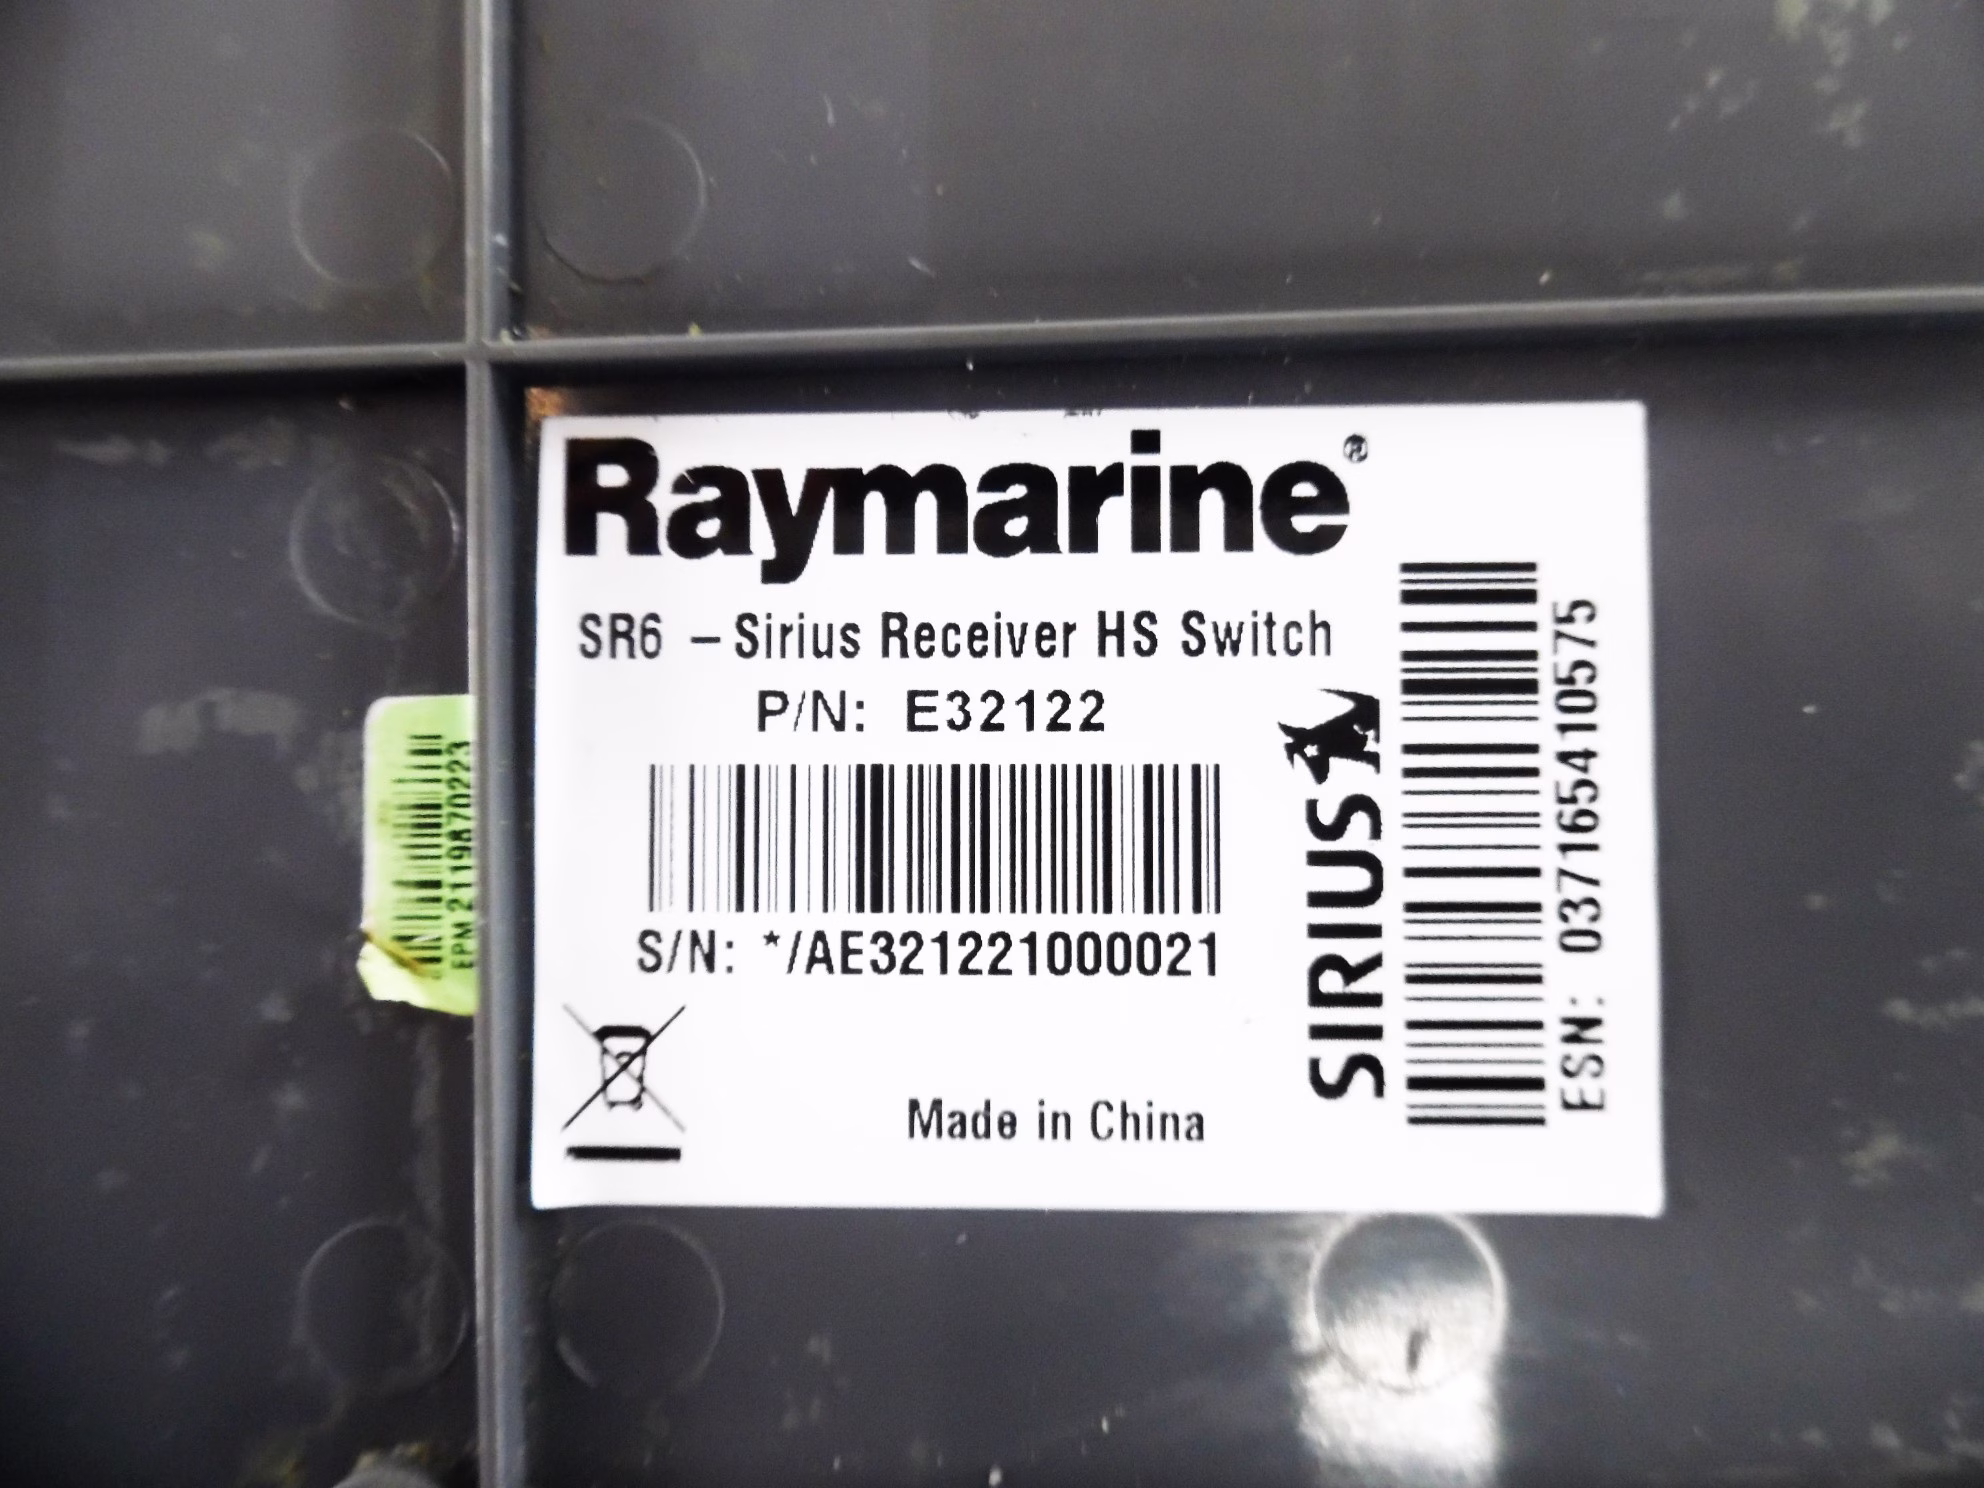 Raymarine®
SR6 – Sirius Receiver HS Switch
P/N: E32122
S/N: */AE321221000021
Made in China
SIRIUS
ESN: 037165410575
EPM 2119870223